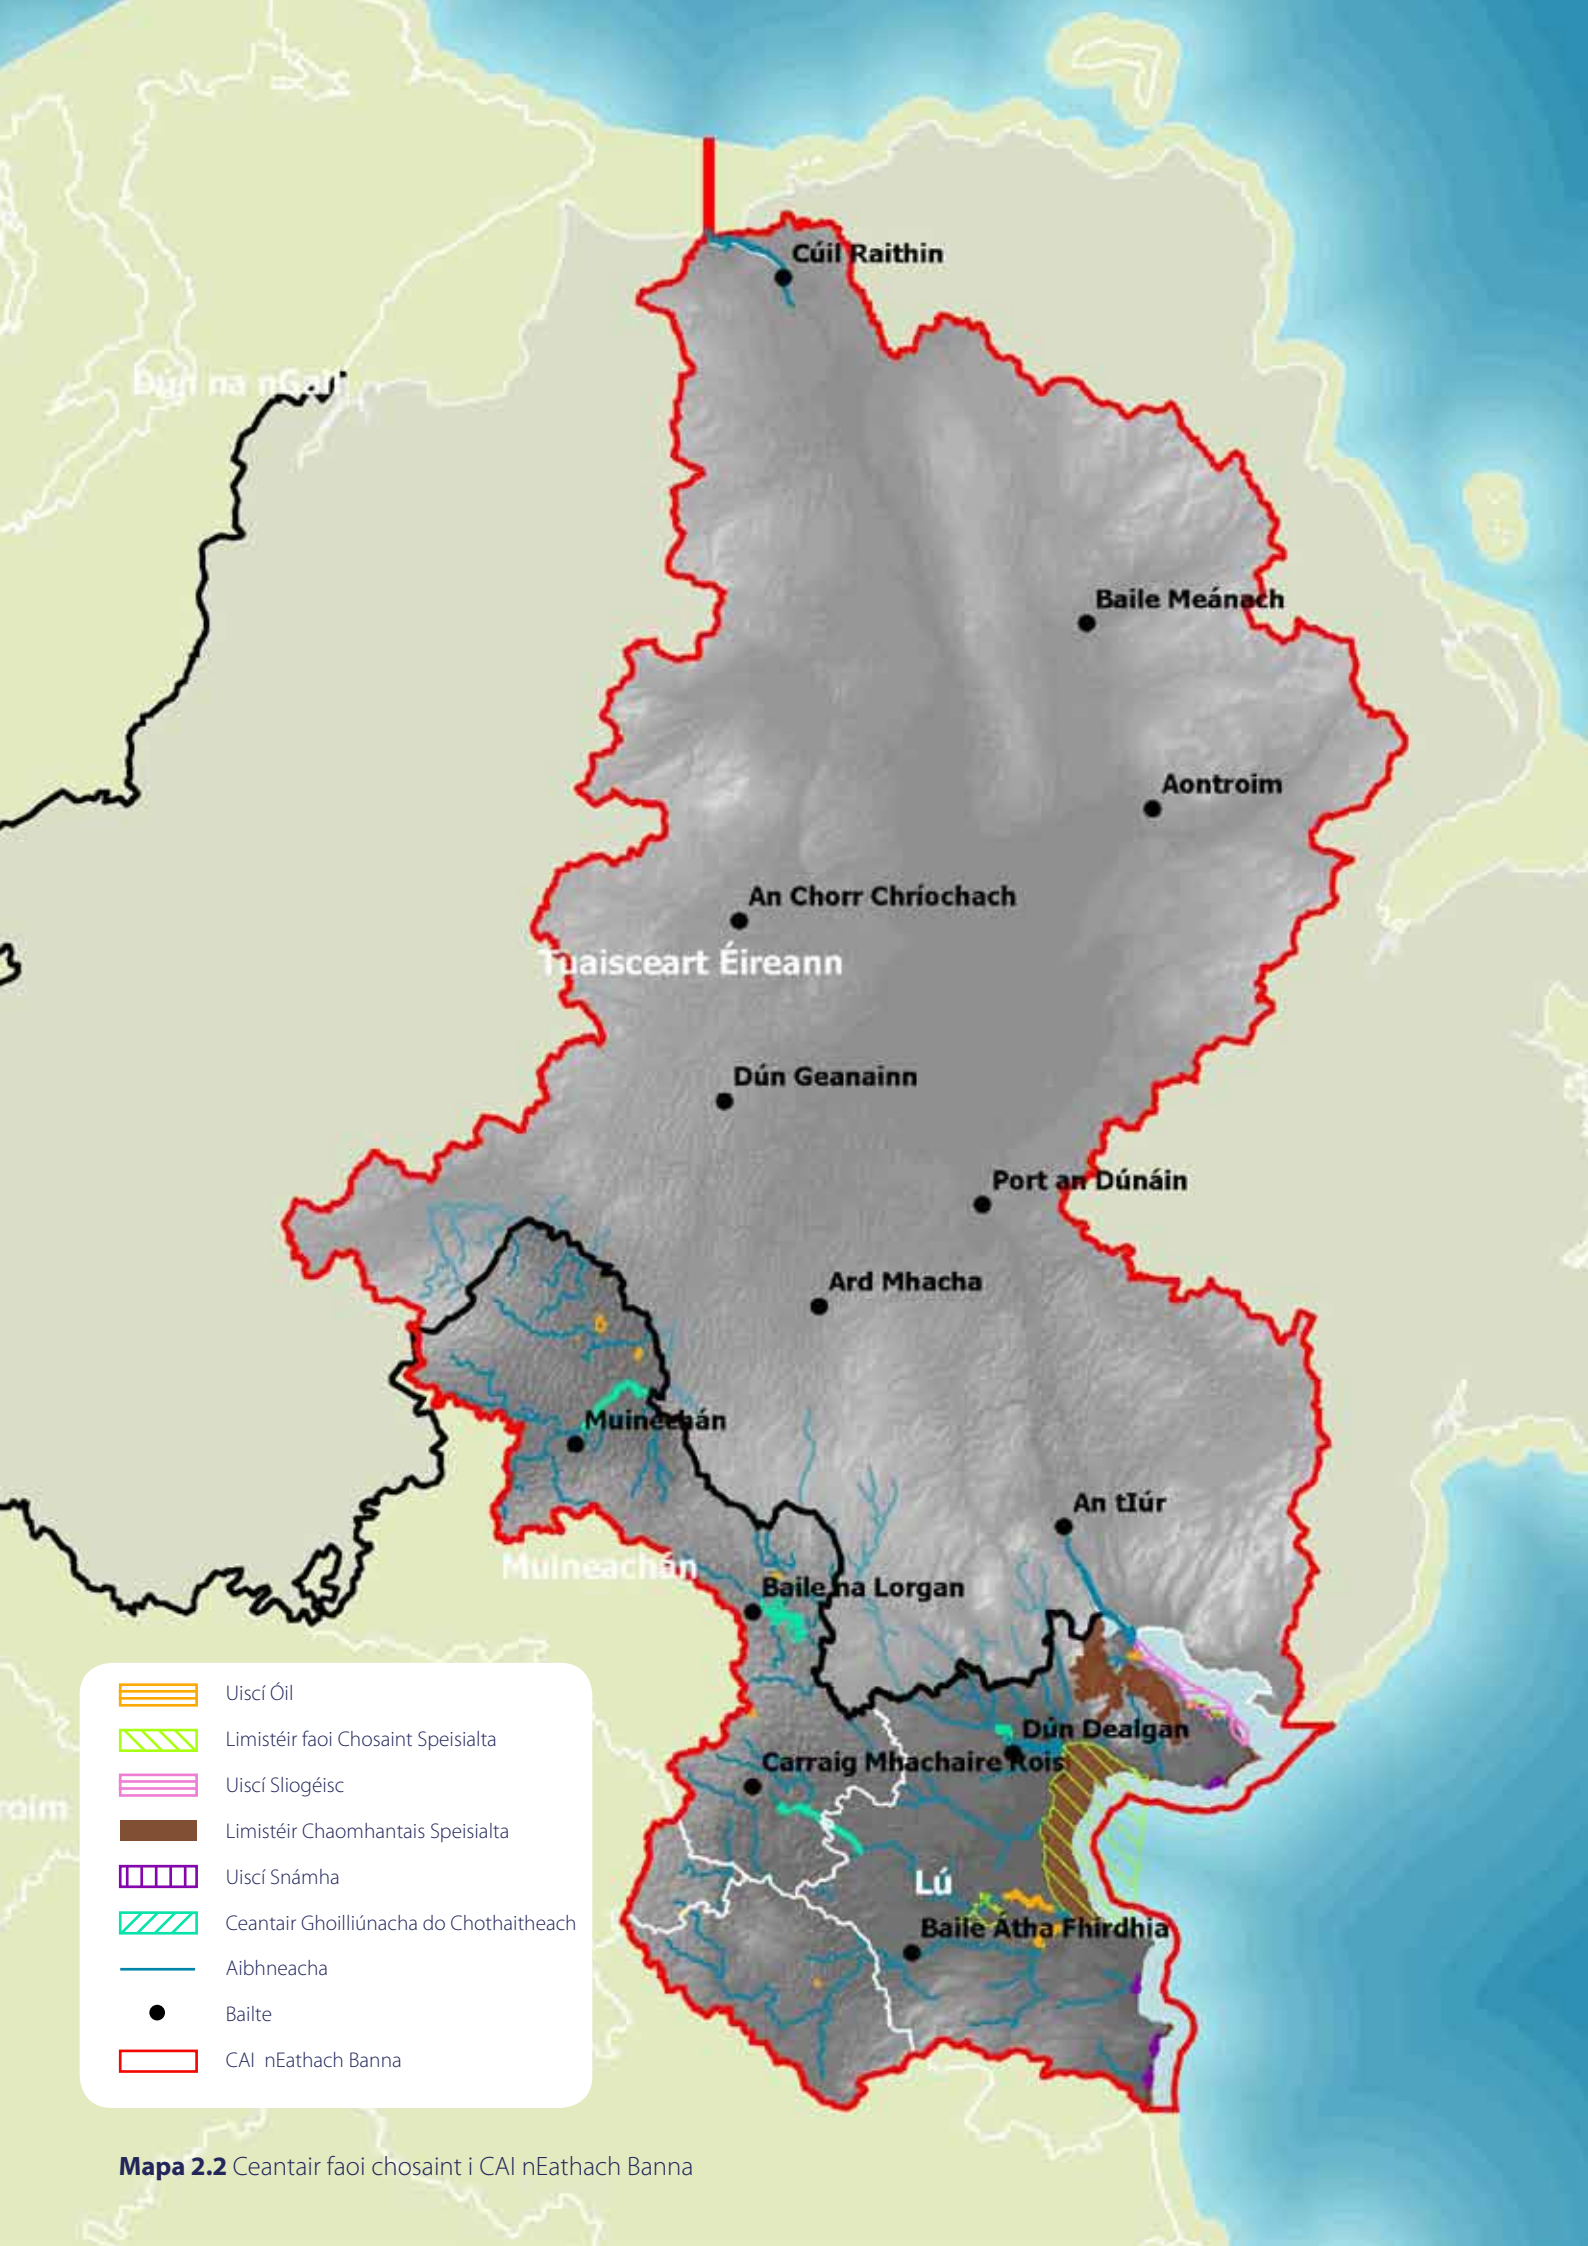 Cúil Raithin
Dún na nGall
Baile Meánach
Aontroim
An Chorr Chríochach
Tuaisceart Éireann
Dún Geanainn
Port an Dúnáin
Ard Mhacha
Muinechán
An tIúr
Muineachán
Baile na Lorgan
Dún Dealgan
Carraig Mhachaire Rois
roim
Lú
Baile Átha Fhirdhia
Uiscí Óil
Limistéir faoi Chosaint Speisialta
Uiscí Sliogéisc
Limistéir Chaomhantais Speisialta
Uiscí Snámha
Ceantair Ghoilliúnacha do Chothaitheach
Aibhneacha
Bailte
CAI nEathach Banna
Mapa 2.2 Ceantair faoi chosaint i CAI nEathach Banna